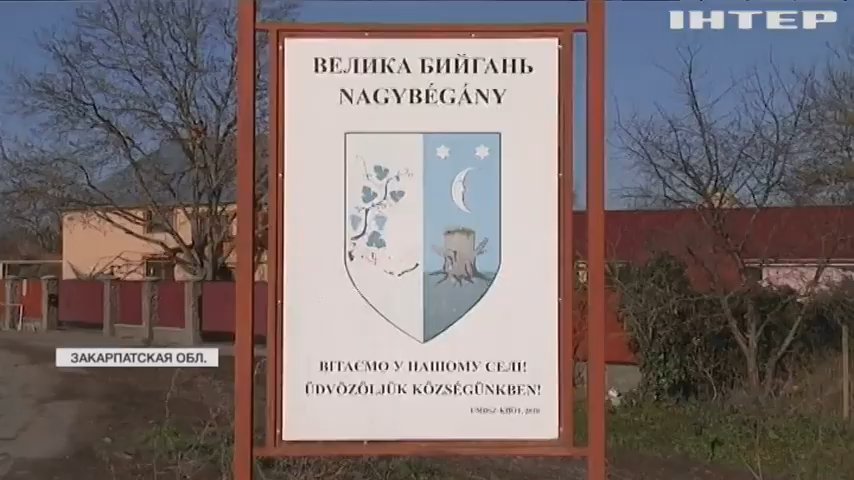 ІНТЕР
ВЕЛИКА БИЙГАНЬ
NAGYBÉGÁNY
ЗАКАРПАТСКАЯ ОБЛ.
ВІТАЄМО У НАШОМУ СЕЛІ!
ÜDVÖZÖLJÜK KÖZSÉGÜNKBEN!